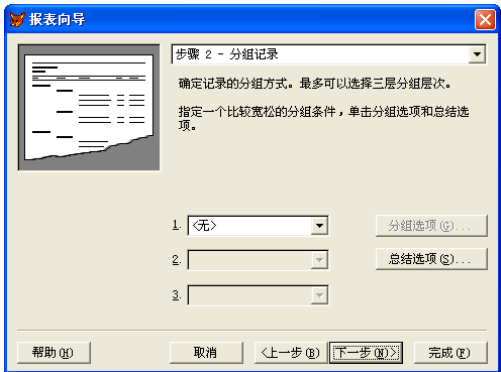 报表向导
步骤 2 - 分组记录
确定记录的分组方式。最多可以选择三层分组层次。
指定一个比较宽松的分组条件，单击分组选项和总结选
项。
1. <无> 分组选项(G)...
2. 总结选项(S)...
3.
帮助(H) 取消 <上一步(B) 下一步(N)> 完成(F)